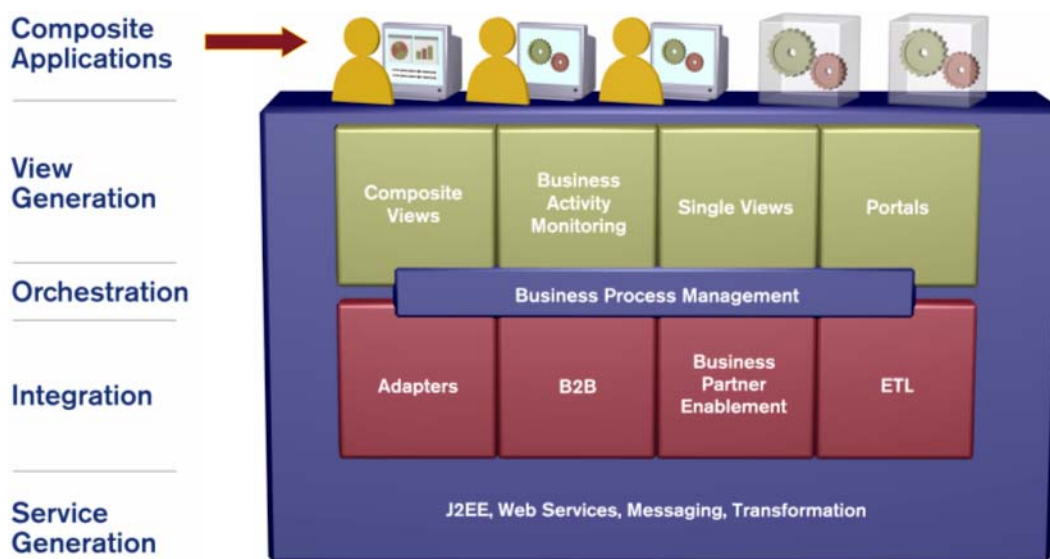 Composite
Applications
View
Generation
Composite
Views
Business
Activity
Monitoring
Single Views
Portals
Orchestration
Business Process Management
Integration
Adapters
B2B
Business
Partner
Enablement
ETL
Service
Generation
J2EE, Web Services, Messaging, Transformation